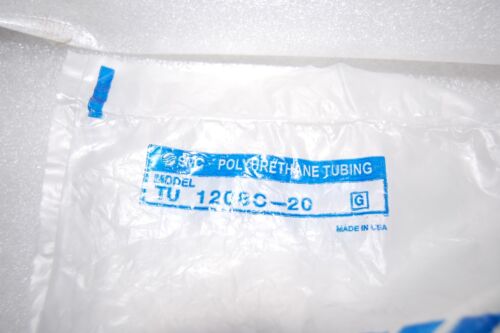 SMC POLYURETHANE TUBING
MODEL
TU 1208C-20 G
MADE IN USA